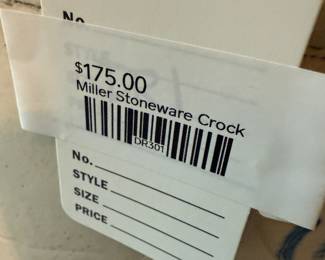 No.
$175.00
Miller Stoneware Crock
DR301
No.
STYLE
SIZE
PRICE